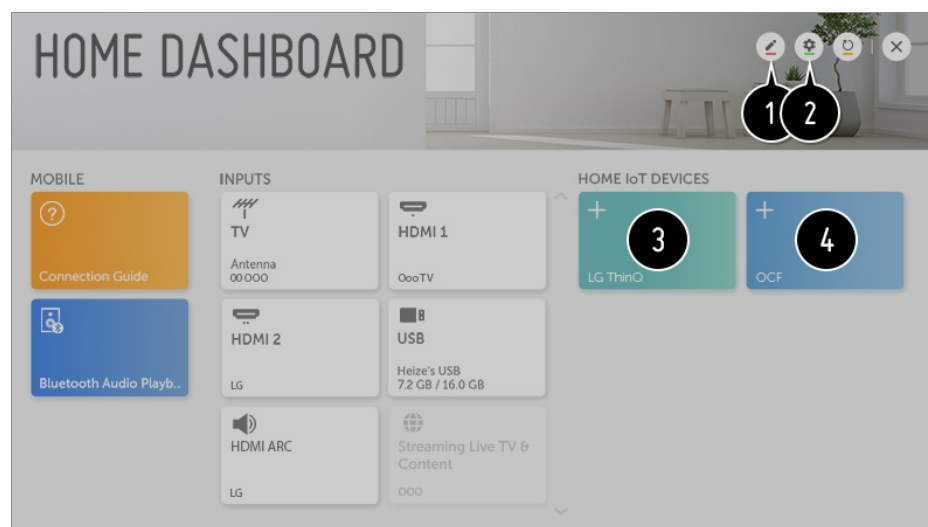 HOME DASHBOARD
1
2
MOBILE
Connection Guide
Bluetooth Audio Playb..
INPUTS
TV
Antenna
00 000
HDMI 1
OooTV
HDMI 2
LG
USB
Heize's USB
7.2 GB / 16.0 GB
HDMI ARC
LG
Streaming Live TV &
Content
OOO
HOME IoT DEVICES
3
LG ThinQ
4
OCF